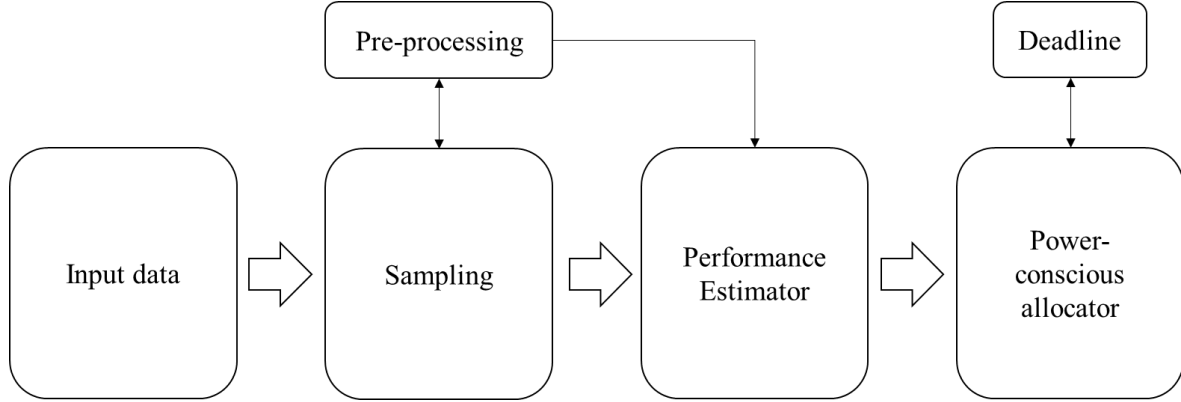 Pre-processing
Deadline
Input data
Sampling
Performance
Estimator
Power-
conscious
allocator